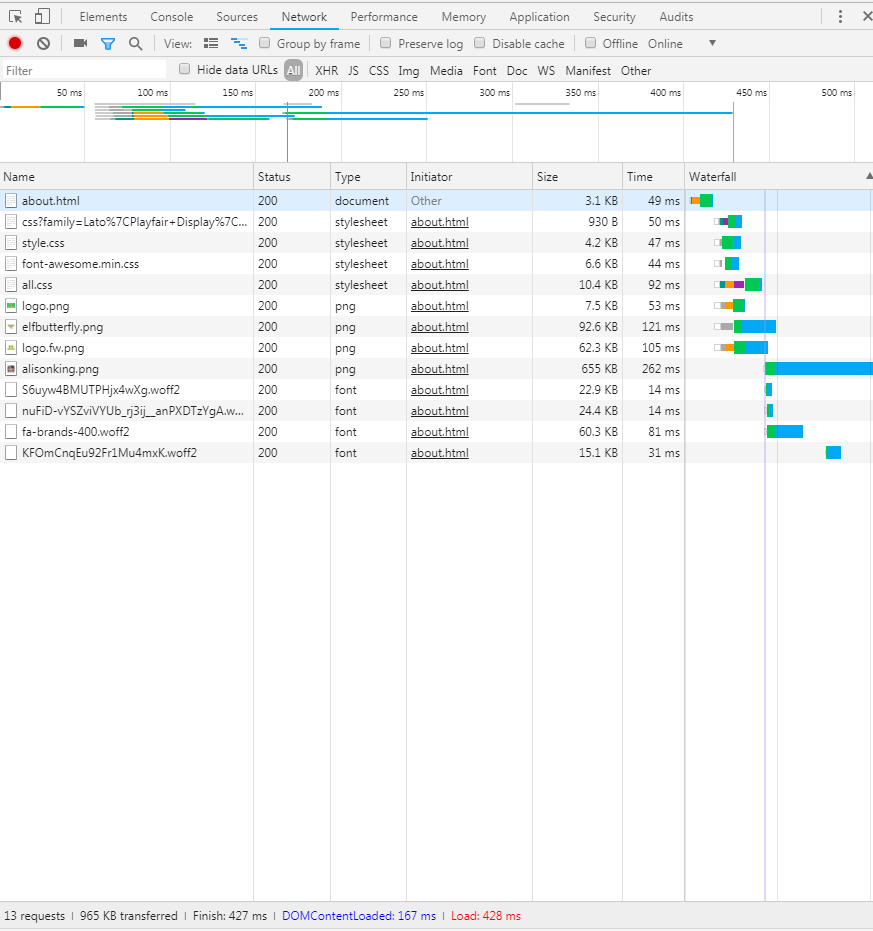 Elements Console Sources Network Performance Memory Application Security Audits
View: Group by frame Preserve log Disable cache Offline Online
Filter Hide data URLs All XHR JS CSS Img Media Font Doc WS Manifest Other
50 ms 100 ms 150 ms 200 ms 250 ms 300 ms 350 ms 400 ms 450 ms 500 ms
Name Status Type Initiator Size Time Waterfall
about.html 200 document Other 3.1 KB 49 ms
css?family=Lato%7CPlayfair+Display%7C... 200 stylesheet about.html 930 B 50 ms
style.css 200 stylesheet about.html 4.2 KB 47 ms
font-awesome.min.css 200 stylesheet about.html 6.6 KB 44 ms
all.css 200 stylesheet about.html 10.4 KB 92 ms
logo.png 200 png about.html 7.5 KB 53 ms
elfbutterfly.png 200 png about.html 92.6 KB 121 ms
logo.fw.png 200 png about.html 62.3 KB 105 ms
alisonking.png 200 png about.html 655 KB 262 ms
S6uyw4BMUTPHjx4wXg.woff2 200 font about.html 22.9 KB 14 ms
nuFiD-vYSZviVYUb_rj3ij__anPXDTzYgA.w... 200 font about.html 24.4 KB 14 ms
fa-brands-400.woff2 200 font about.html 60.3 KB 81 ms
KFOmCnqEu92Fr1Mu4mxK.woff2 200 font about.html 15.1 KB 31 ms
13 requests | 965 KB transferred | Finish: 427 ms | DOMContentLoaded: 167 ms | Load: 428 ms